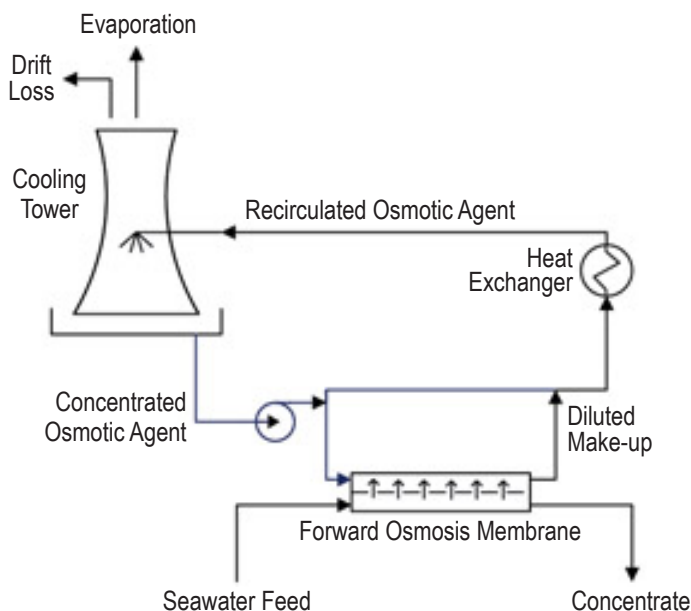 Evaporation
Drift
Loss
Cooling
Tower
Recirculated Osmotic Agent
Heat
Exchanger
Concentrated
Osmotic Agent
Diluted
Make-up
Forward Osmosis Membrane
Seawater Feed
Concentrate